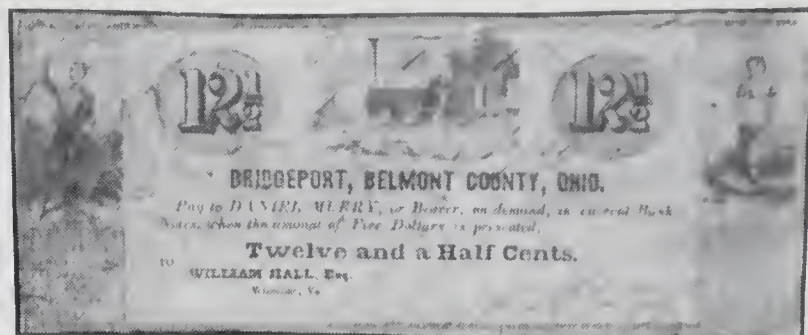 12½ 12½
BRIDGEPORT, BELMONT COUNTY, OHIO.
Pay to DANIEL MERRY, or Bearer, on demand, in current Bank
Notes, when the amount of Five Dollars is presented,
Twelve and a Half Cents.
TO
WILLIAM HALL, Esq.